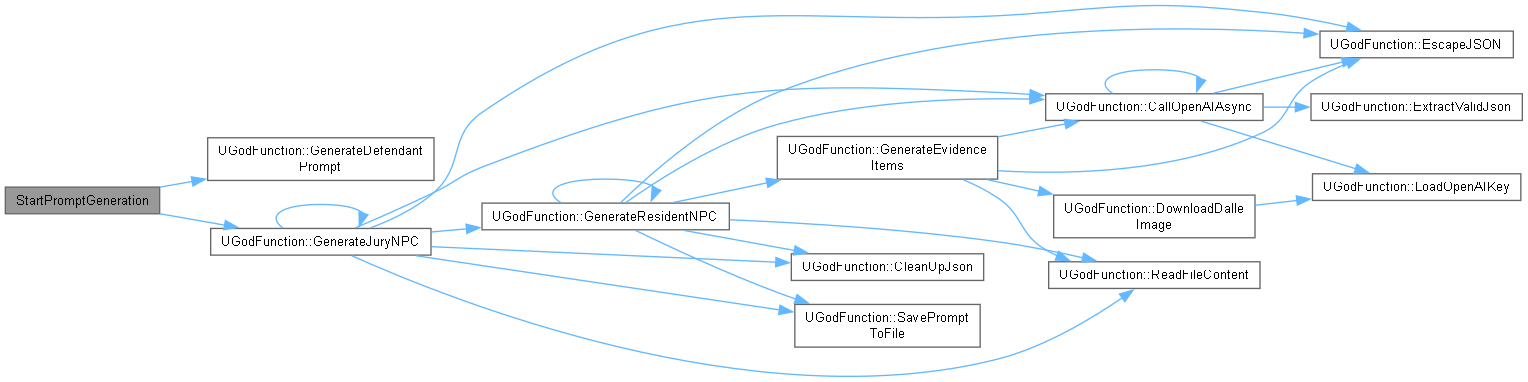 UGodFunction::EscapeJSON
UGodFunction::CallOpenAIAsync
UGodFunction::ExtractValidJson
UGodFunction::GenerateDefendant
Prompt
UGodFunction::GenerateEvidence
Items
UGodFunction::LoadOpenAIKey
StartPromptGeneration
UGodFunction::GenerateResidentNPC
UGodFunction::DownloadDalle
Image
UGodFunction::GenerateJuryNPC
UGodFunction::CleanUpJson
UGodFunction::ReadFileContent
UGodFunction::SavePrompt
ToFile